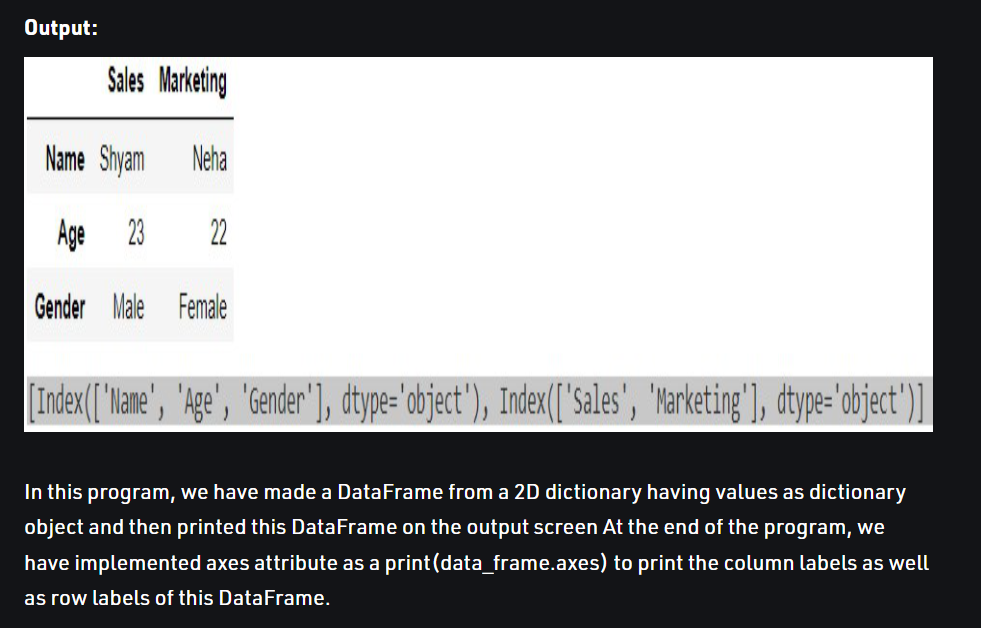 Output:
Sales Marketing
Name Shyam Neha
Age 23 22
Gender Male Female
[Index(['Name', 'Age', 'Gender'], dtype='object'), Index(['Sales', 'Marketing'], dtype='object')]
In this program, we have made a DataFrame from a 2D dictionary having values as dictionary
object and then printed this DataFrame on the output screen At the end of the program, we
have implemented axes attribute as a print(data_frame.axes) to print the column labels as well
as row labels of this DataFrame.